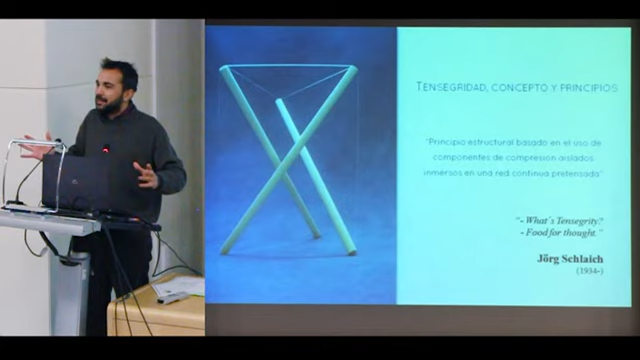 TENSEGRIDAD, CONCEPTO Y PRINCIPIOS
"Principio estructural basado en el uso de
componentes de compresión aislados
inmersos en una red continua pretensada"
"- What´s Tensegrity?
- Food for thought."
Jörg Schlaich
(1934-)